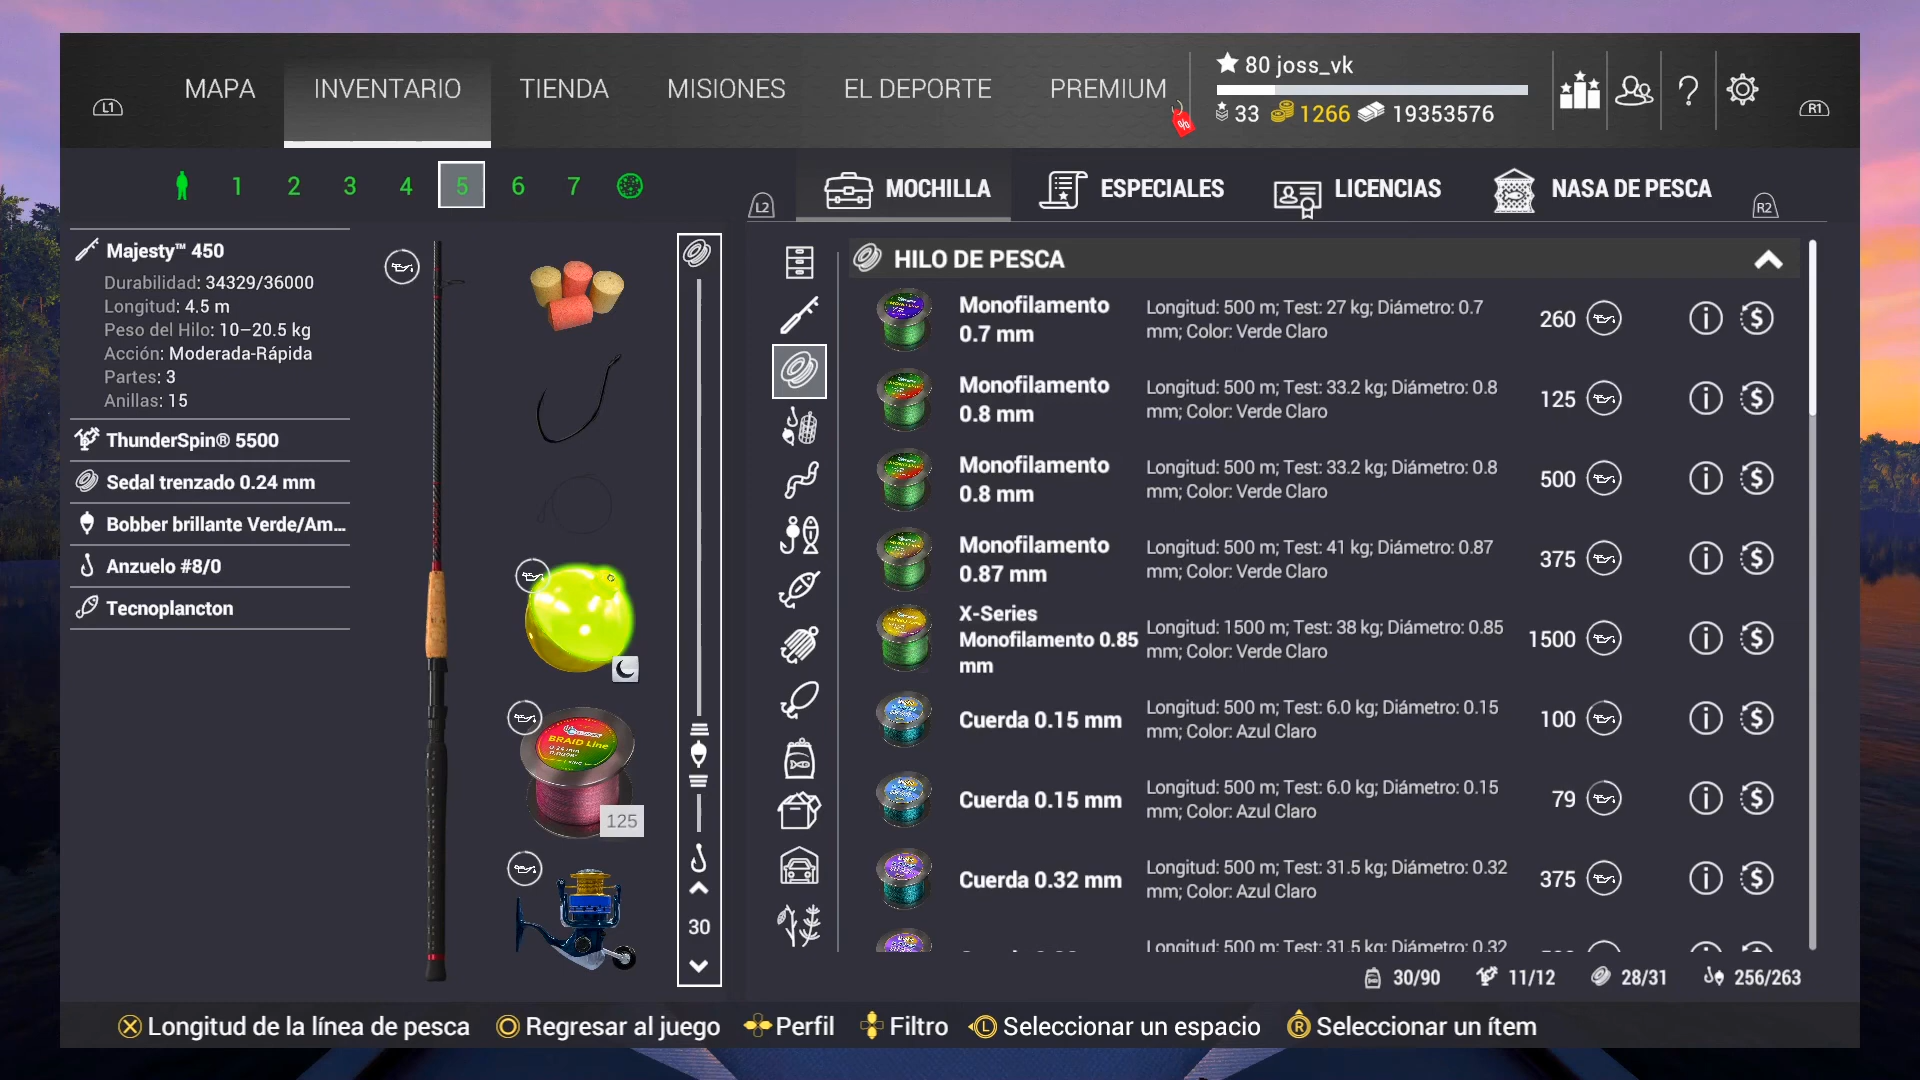 L1
MAPA
INVENTARIO
TIENDA
MISIONES
EL DEPORTE
PREMIUM
%
80 joss_vk
33 1266 19353576
R1
1 2 3 4 5 6 7
L2
MOCHILLA
ESPECIALES
LICENCIAS
NASA DE PESCA
R2
Majesty™ 450
Durabilidad: 34329/36000
Longitud: 4.5 m
Peso del Hilo: 10–20.5 kg
Acción: Moderada-Rápida
Partes: 3
Anillas: 15
ThunderSpin® 5500
Sedal trenzado 0.24 mm
Bobber brillante Verde/Am...
Anzuelo #8/0
Tecnoplancton
BRAID Line
0.24 mm
125
30
HILO DE PESCA
Monofilamento 0.7 mm
Longitud: 500 m; Test: 27 kg; Diámetro: 0.7
mm; Color: Verde Claro
260
Monofilamento 0.8 mm
Longitud: 500 m; Test: 33.2 kg; Diámetro: 0.8
mm; Color: Verde Claro
125
Monofilamento 0.8 mm
Longitud: 500 m; Test: 33.2 kg; Diámetro: 0.8
mm; Color: Verde Claro
500
Monofilamento 0.87 mm
Longitud: 500 m; Test: 41 kg; Diámetro: 0.87
mm; Color: Verde Claro
375
X-Series
Monofilamento 0.85
mm
Longitud: 1500 m; Test: 38 kg; Diámetro: 0.85
mm; Color: Verde Claro
1500
Cuerda 0.15 mm
Longitud: 500 m; Test: 6.0 kg; Diámetro: 0.15
mm; Color: Azul Claro
100
Cuerda 0.15 mm
Longitud: 500 m; Test: 6.0 kg; Diámetro: 0.15
mm; Color: Azul Claro
79
Cuerda 0.32 mm
Longitud: 500 m; Test: 31.5 kg; Diámetro: 0.32
mm; Color: Azul Claro
375
Longitud: 500 m; Test: 31.5 kg; Diámetro: 0.32
30/90 11/12 28/31 256/263
Longitud de la línea de pesca
Regresar al juego
Perfil
Filtro
L Seleccionar un espacio
R Seleccionar un ítem